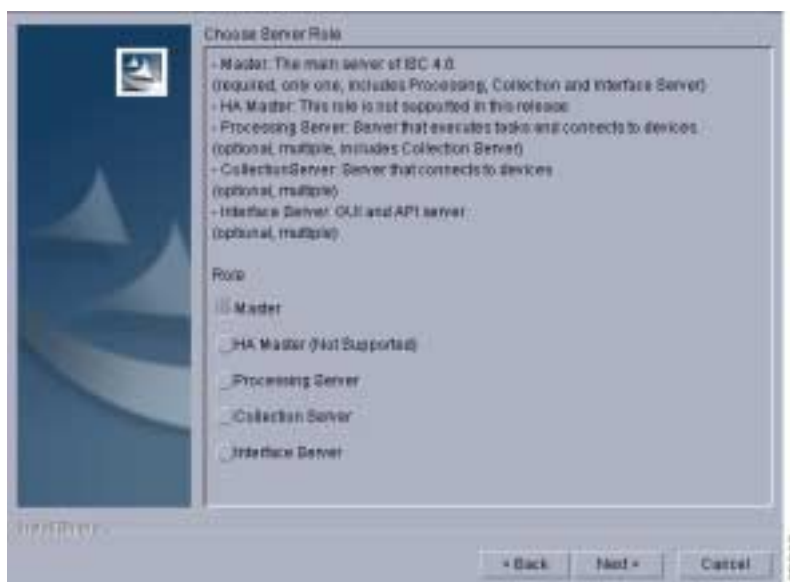 Choose Server Role
- Master: The main server of ISC 4.0.
(required, only one, includes Processing, Collection and Interface Server)
- HA Master: This role is not supported in this release
- Processing Server: Server that executes tasks and connects to devices.
(optional, multiple, includes Collection Server)
- CollectionServer: Server that connects to devices
(optional, multiple)
- Interface Server: GUI and API server
(optional, multiple)
Role
Master
HA Master (Not Supported)
Processing Server
Collection Server
Interface Server
InstallShield
< Back
Next >
Cancel